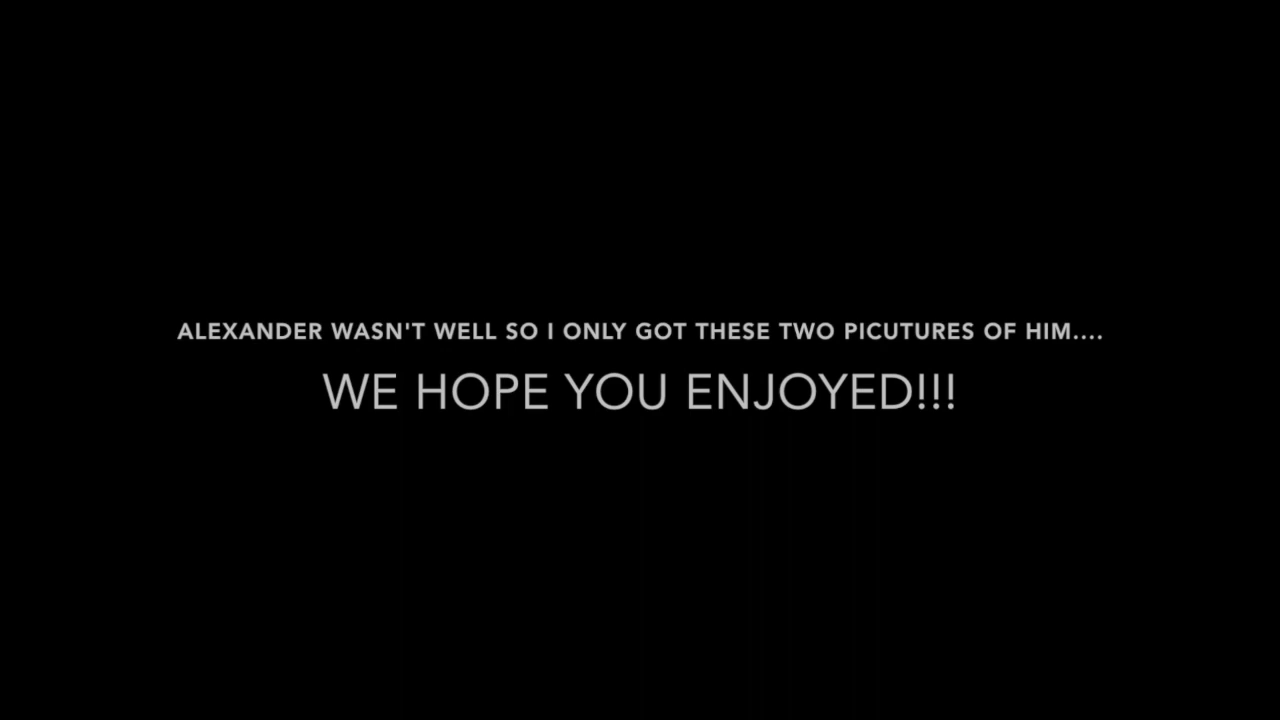 ALEXANDER WASN'T WELL SO I ONLY GOT THESE TWO PICUTURES OF HIM....
WE HOPE YOU ENJOYED!!!